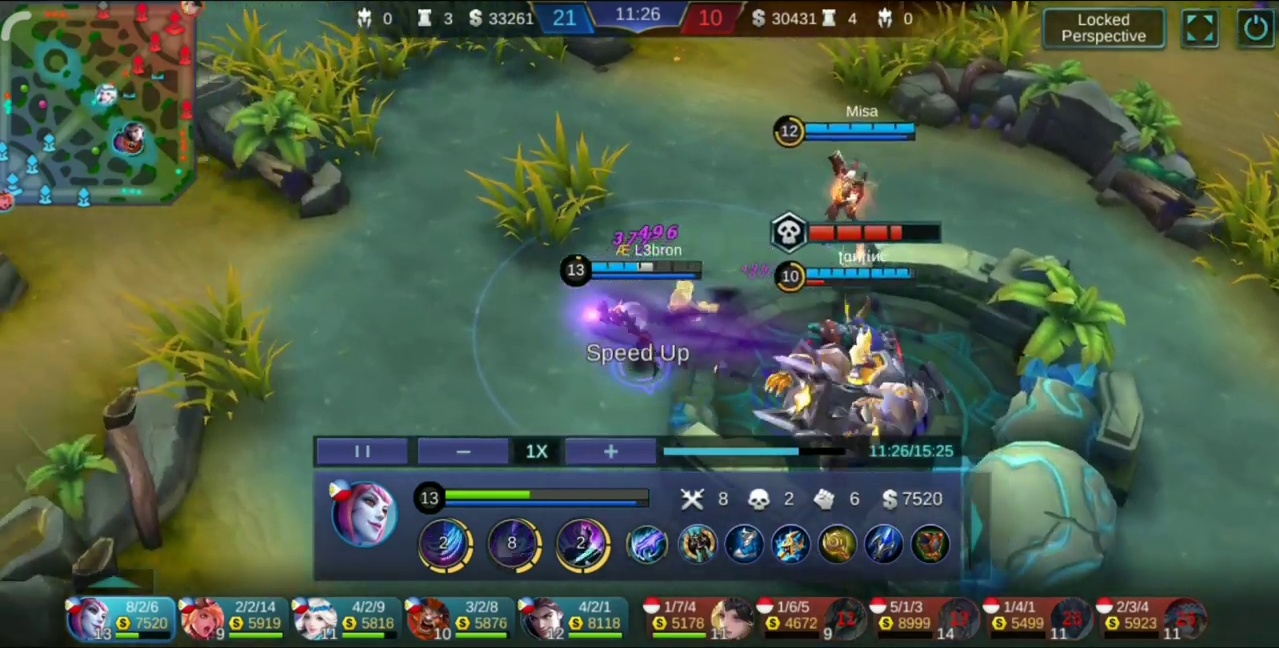 0 3 33261 21 11:26 10 30431 4 0
Locked
Perspective
Misa
12
496
Æ L3bron
13
10
Speed Up
1X
11:26/15:25
13 8 2 6 7520
2 8 2
8/2/6 2/2/14 4/2/9 3/2/8 4/2/1 1/7/4 1/6/5 5/1/3 1/4/1 2/3/4
7520 5919 5818 5876 8118 5178 4672 8999 5499 5923
13 9 11 10 12 11 9 14 11 11